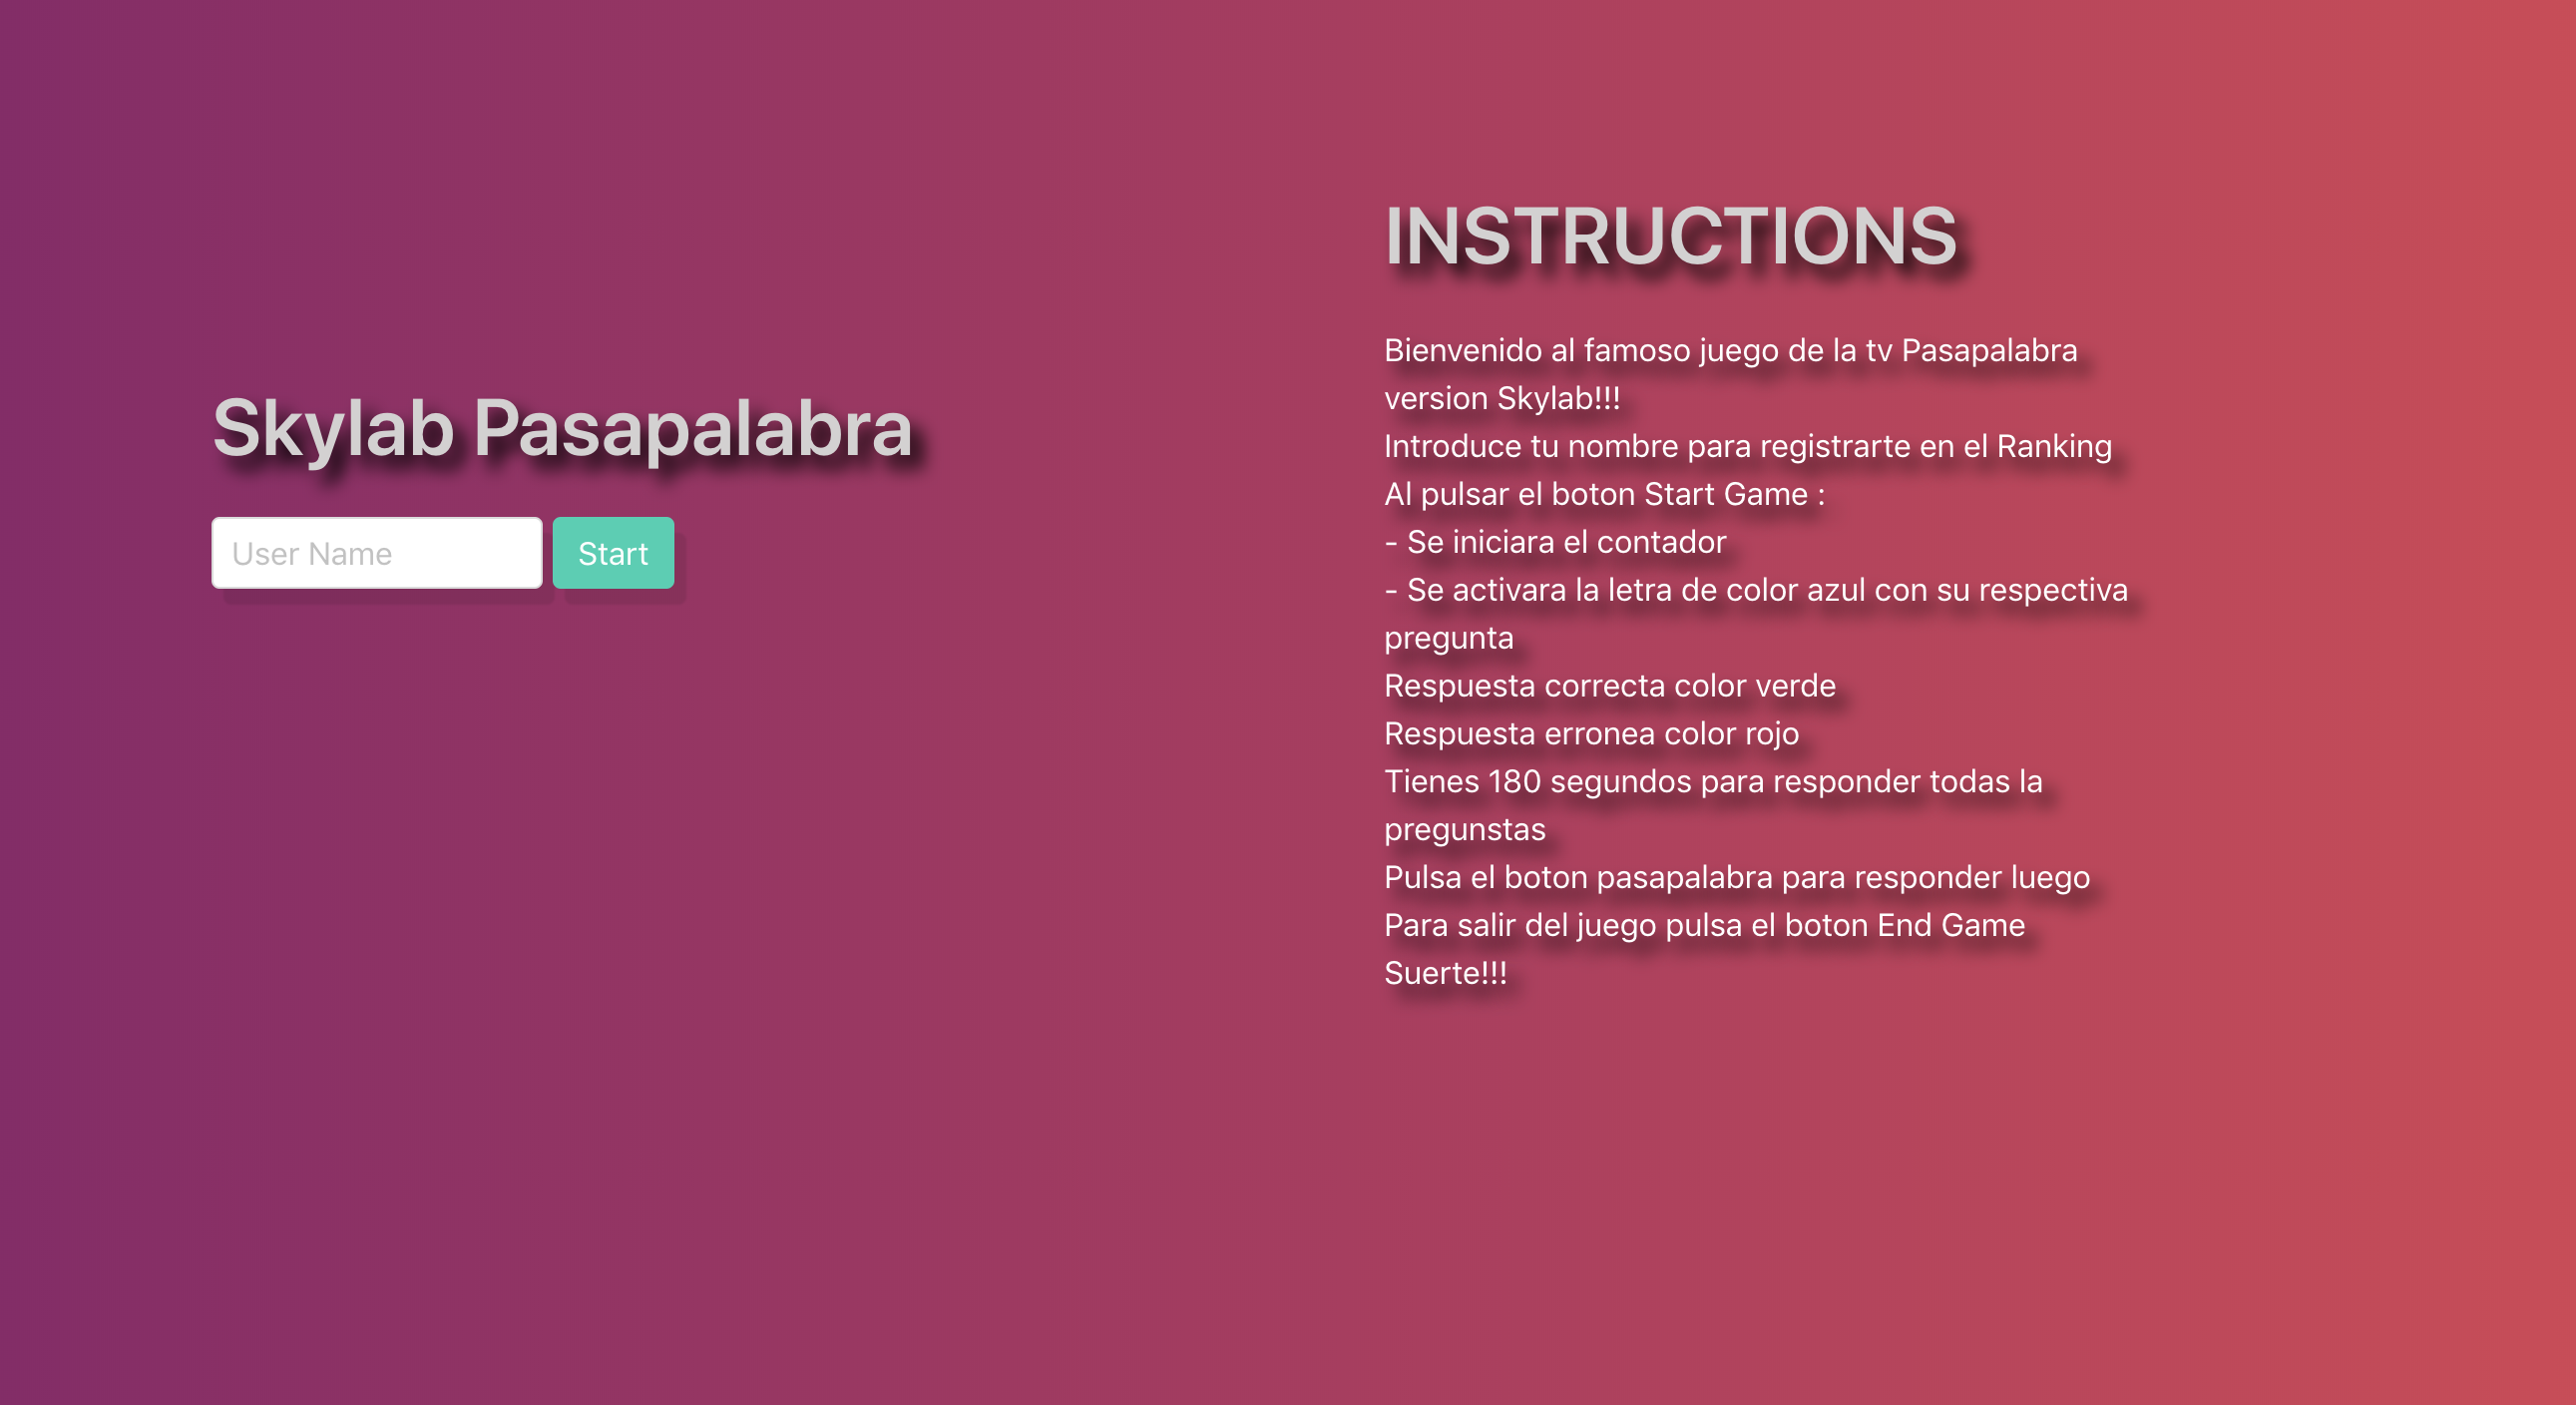 Skylab Pasapalabra
User Name
Start
INSTRUCTIONS
Bienvenido al famoso juego de la tv Pasapalabra
version Skylab!!!
Introduce tu nombre para registrarte en el Ranking
Al pulsar el boton Start Game :
- Se iniciara el contador
- Se activara la letra de color azul con su respectiva
pregunta
Respuesta correcta color verde
Respuesta erronea color rojo
Tienes 180 segundos para responder todas la
pregunstas
Pulsa el boton pasapalabra para responder luego
Para salir del juego pulsa el boton End Game
Suerte!!!